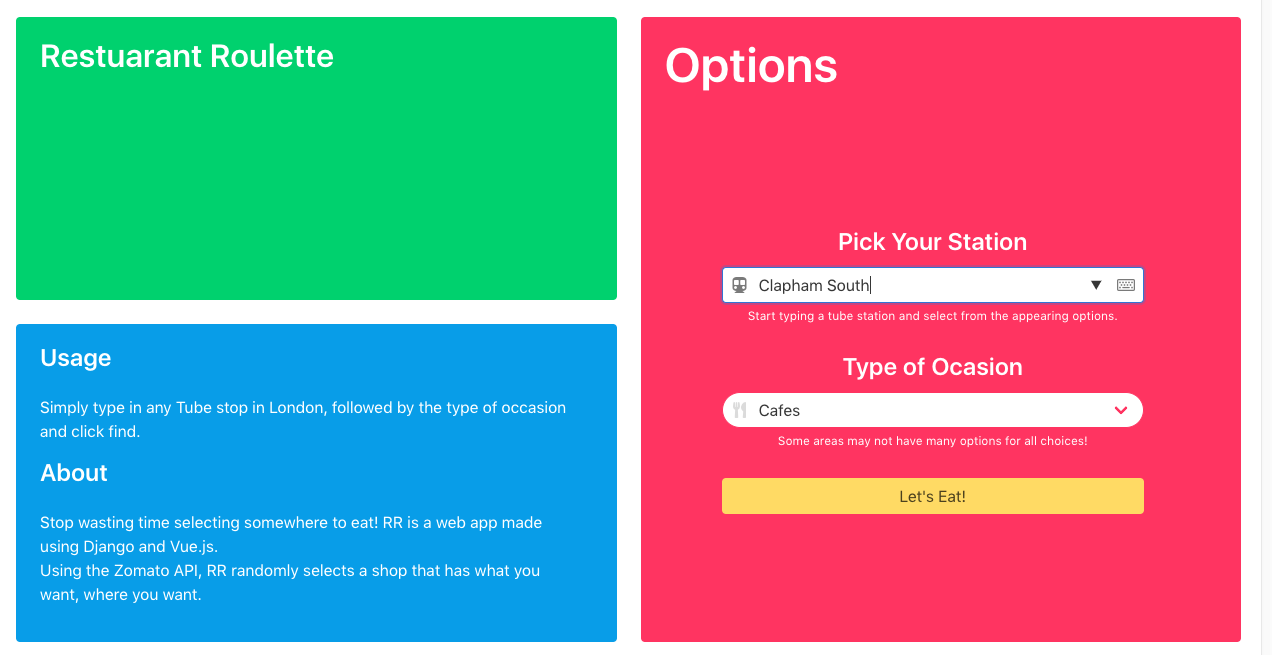 Restuarant Roulette
Usage
Simply type in any Tube stop in London, followed by the type of occasion
and click find.
About
Stop wasting time selecting somewhere to eat! RR is a web app made
using Django and Vue.js.
Using the Zomato API, RR randomly selects a shop that has what you
want, where you want.
Options
Pick Your Station
Clapham South
Start typing a tube station and select from the appearing options.
Type of Ocasion
Cafes
Some areas may not have many options for all choices!
Let's Eat!